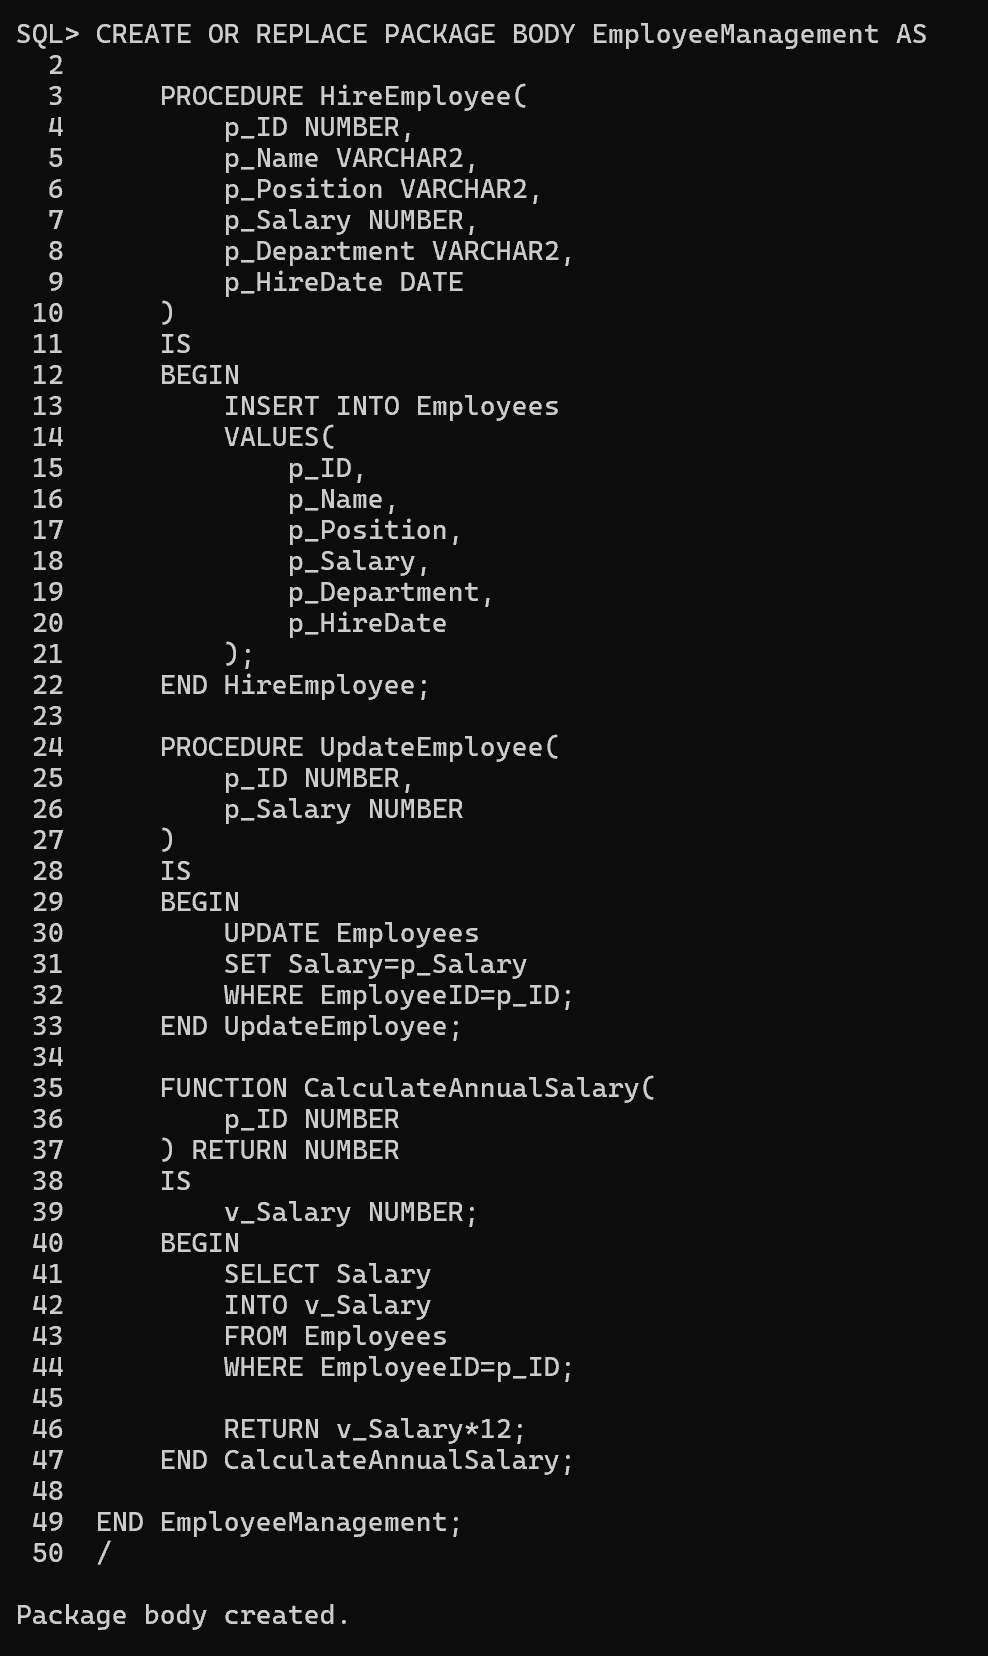 SQL> CREATE OR REPLACE PACKAGE BODY EmployeeManagement AS
  2
  3      PROCEDURE HireEmployee(
  4          p_ID NUMBER,
  5          p_Name VARCHAR2,
  6          p_Position VARCHAR2,
  7          p_Salary NUMBER,
  8          p_Department VARCHAR2,
  9          p_HireDate DATE
 10      )
 11      IS
 12      BEGIN
 13          INSERT INTO Employees
 14          VALUES(
 15              p_ID,
 16              p_Name,
 17              p_Position,
 18              p_Salary,
 19              p_Department,
 20              p_HireDate
 21          );
 22      END HireEmployee;
 23
 24      PROCEDURE UpdateEmployee(
 25          p_ID NUMBER,
 26          p_Salary NUMBER
 27      )
 28      IS
 29      BEGIN
 30          UPDATE Employees
 31          SET Salary=p_Salary
 32          WHERE EmployeeID=p_ID;
 33      END UpdateEmployee;
 34
 35      FUNCTION CalculateAnnualSalary(
 36          p_ID NUMBER
 37      ) RETURN NUMBER
 38      IS
 39          v_Salary NUMBER;
 40      BEGIN
 41          SELECT Salary
 42          INTO v_Salary
 43          FROM Employees
 44          WHERE EmployeeID=p_ID;
 45
 46          RETURN v_Salary*12;
 47      END CalculateAnnualSalary;
 48
 49  END EmployeeManagement;
 50  /

Package body created.